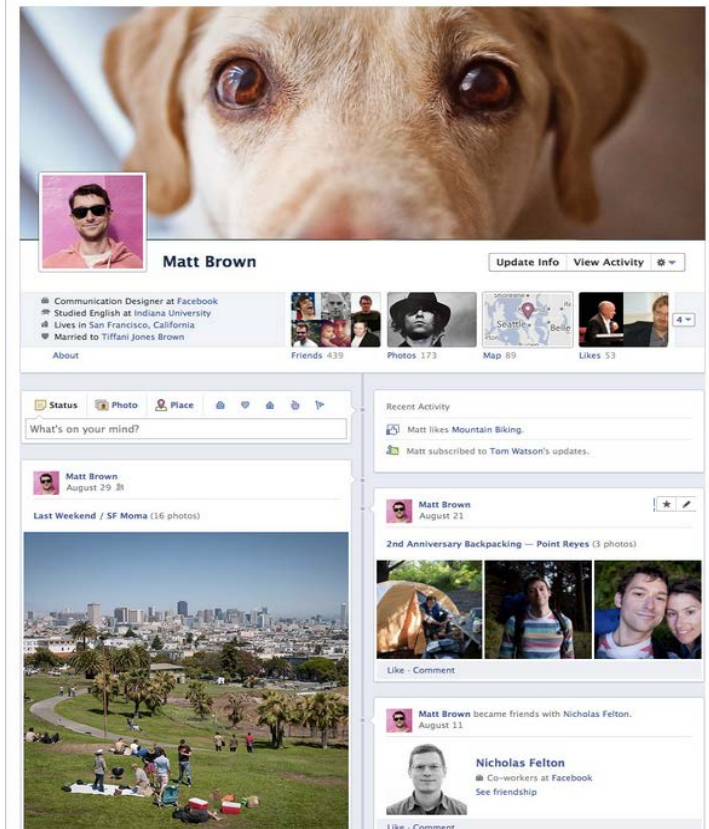 Matt Brown
Update Info
View Activity
Communication Designer at Facebook
Studied English at Indiana University
Lives in San Francisco, California
Married to Tiffani Jones Brown
About
Friends 439
Photos 173
Seattle
Belle
Map 89
Likes 53
4
Status
Photo
Place
What's on your mind?
Matt Brown
August 29
Last Weekend / SF Moma (16 photos)
Recent Activity
Matt likes Mountain Biking.
Matt subscribed to Tom Watson's updates.
Matt Brown
August 21
2nd Anniversary Backpacking — Point Reyes (3 photos)
Like · Comment
Matt Brown became friends with Nicholas Felton.
August 11
Nicholas Felton
Co-workers at Facebook
See friendship
Like · Comment